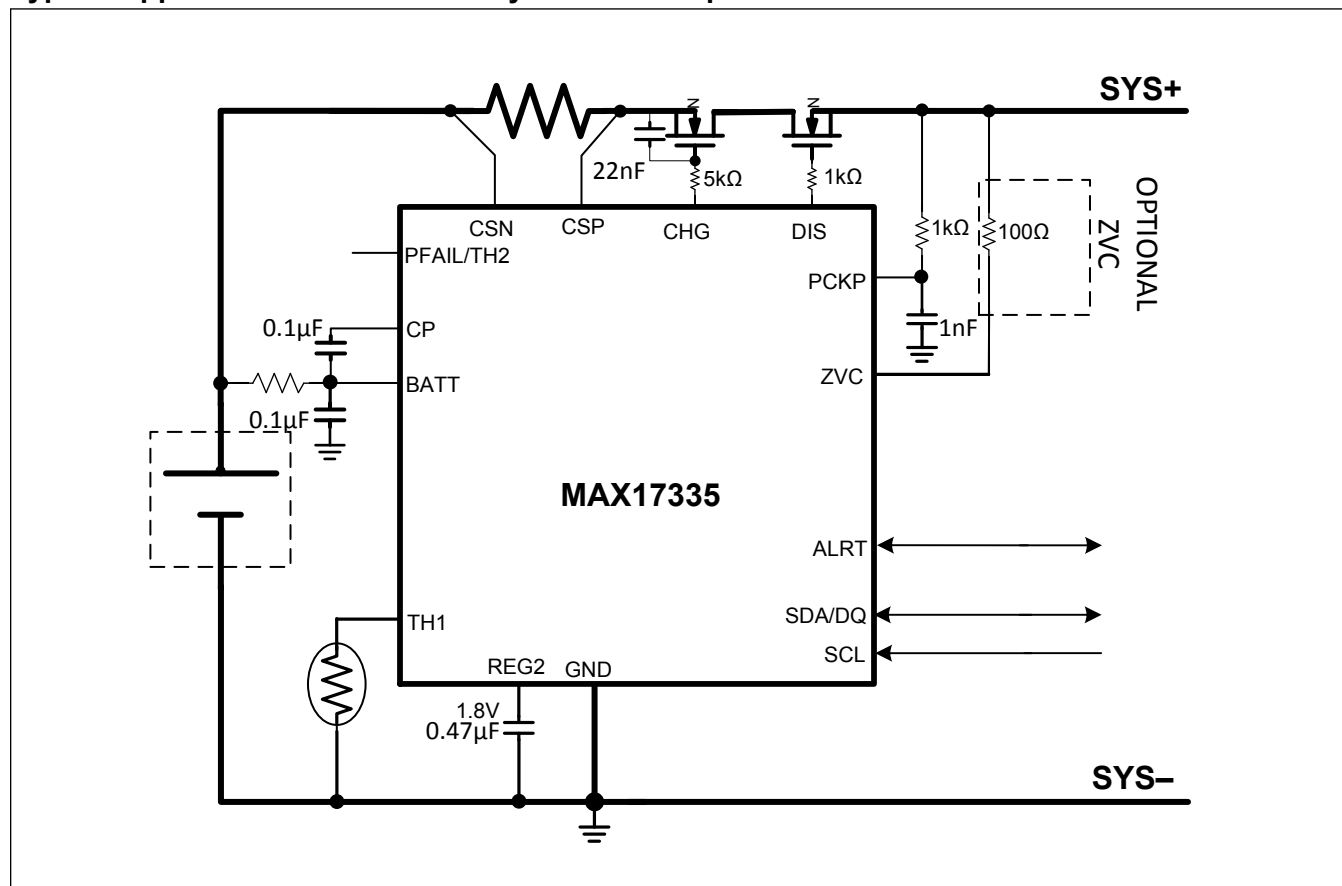 SYS+
N
N
22nF
5kΩ
1kΩ
CSN
CSP
CHG
DIS
1kΩ
100Ω
OPTIONAL
ZVC
PFAIL/TH2
PCKP
0.1µF
CP
1nF
BATT
ZVC
0.1µF
MAX17335
ALRT
TH1
SDA/DQ
SCL
REG2
GND
1.8V
0.47µF
SYS–